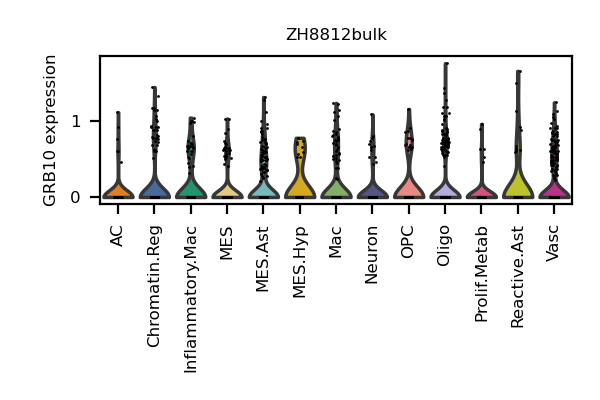 ZH8812bulk
GRB10 expression
1
0
AC
Chromatin.Reg
Inflammatory.Mac
MES
MES.Ast
MES.Hyp
Mac
Neuron
OPC
Oligo
Prolif.Metab
Reactive.Ast
Vasc